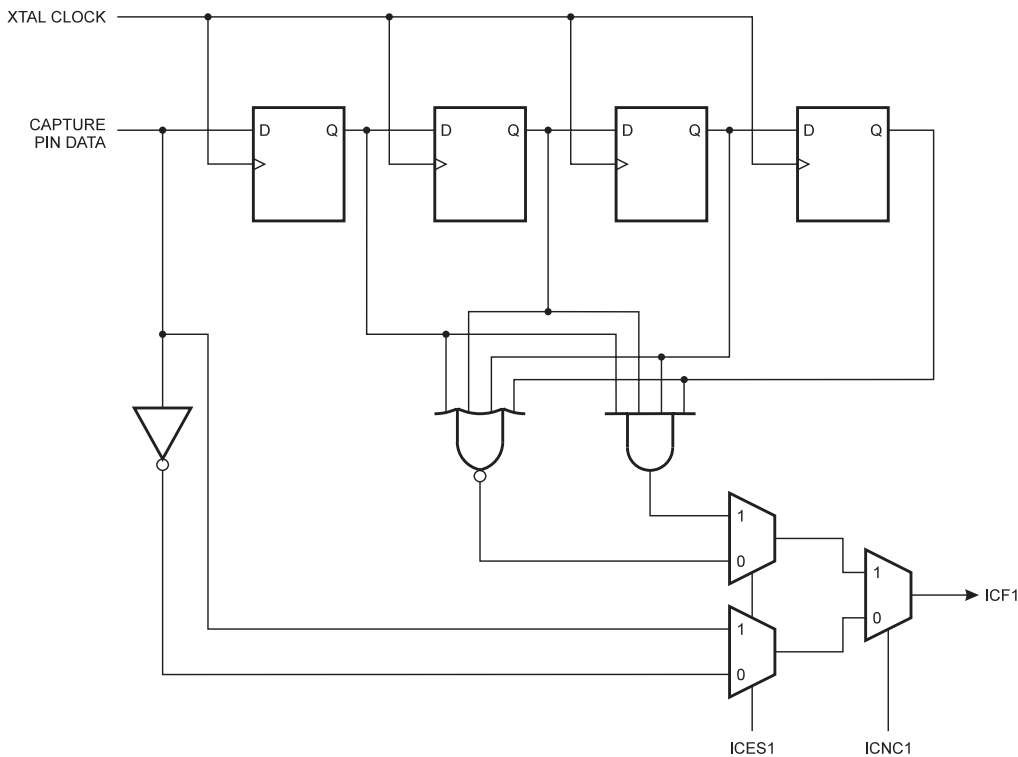 XTAL CLOCK
CAPTURE
PIN DATA
D Q
D Q
D Q
D Q
1
0
1
0
1
0
ICF1
ICES1
ICNC1